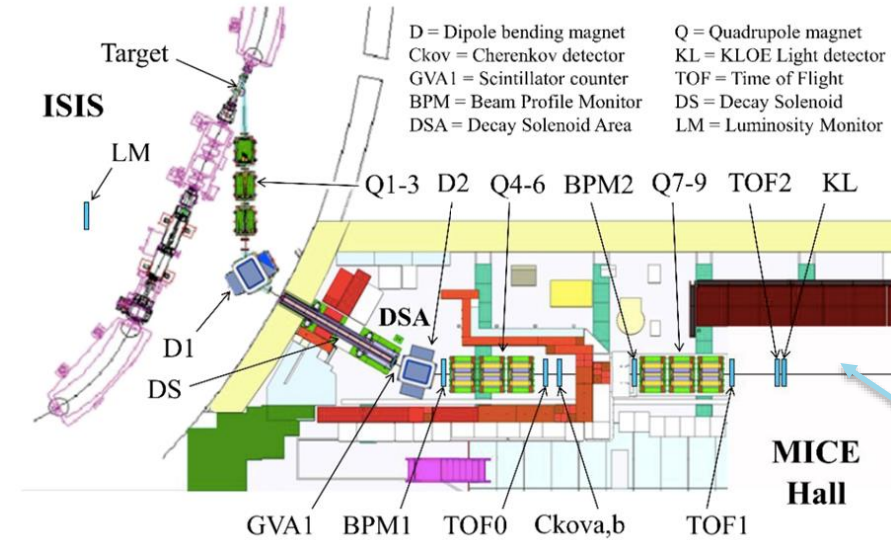 D = Dipole bending magnet
Q = Quadrupole magnet
Ckov = Cherenkov detector
KL = KLOE Light detector
GVA1 = Scintillator counter
TOF = Time of Flight
BPM = Beam Profile Monitor
DS = Decay Solenoid
DSA = Decay Solenoid Area
LM = Luminosity Monitor
Target
ISIS
LM
Q1-3
D2
Q4-6
BPM2
Q7-9
TOF2
KL
DSA
D1
DS
MICE
Hall
GVA1
BPM1
TOF0
Ckova,b
TOF1